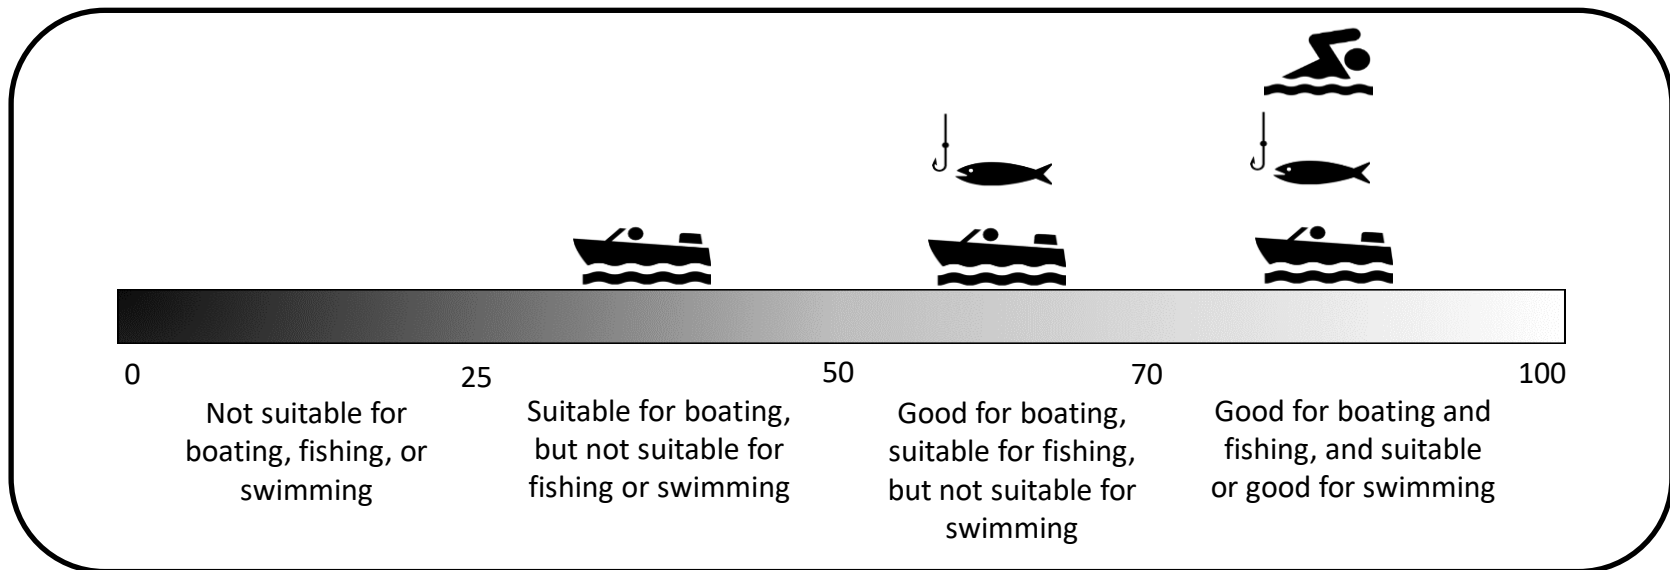 0
25
50
70
100
Not suitable for
boating, fishing, or
swimming
Suitable for boating,
but not suitable for
fishing or swimming
Good for boating,
suitable for fishing,
but not suitable for
swimming
Good for boating and
fishing, and suitable
or good for swimming